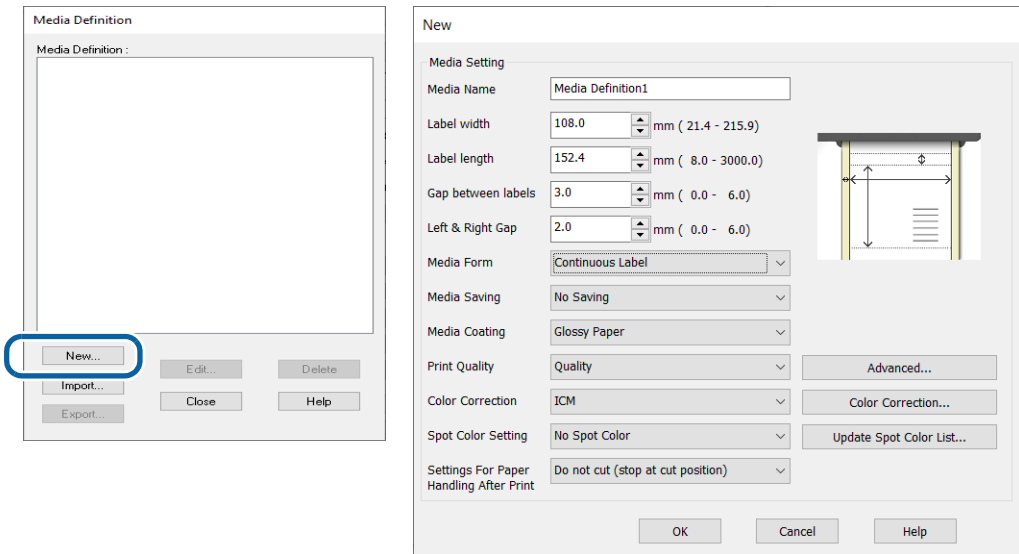 Media Definition
Media Definition :
New...
Edit...
Delete
Import...
Close
Help
Export...
New
Media Setting
Media Name
Media Definition1
Label width
108.0
mm ( 21.4 - 215.9)
Label length
152.4
mm (  8.0 - 3000.0)
Gap between labels
3.0
mm (  0.0 -   6.0)
Left & Right Gap
2.0
mm (  0.0 -   6.0)
Media Form
Continuous Label
Media Saving
No Saving
Media Coating
Glossy Paper
Print Quality
Quality
Advanced...
Color Correction
ICM
Color Correction...
Spot Color Setting
No Spot Color
Update Spot Color List...
Settings For Paper
Handling After Print
Do not cut (stop at cut position)
OK
Cancel
Help